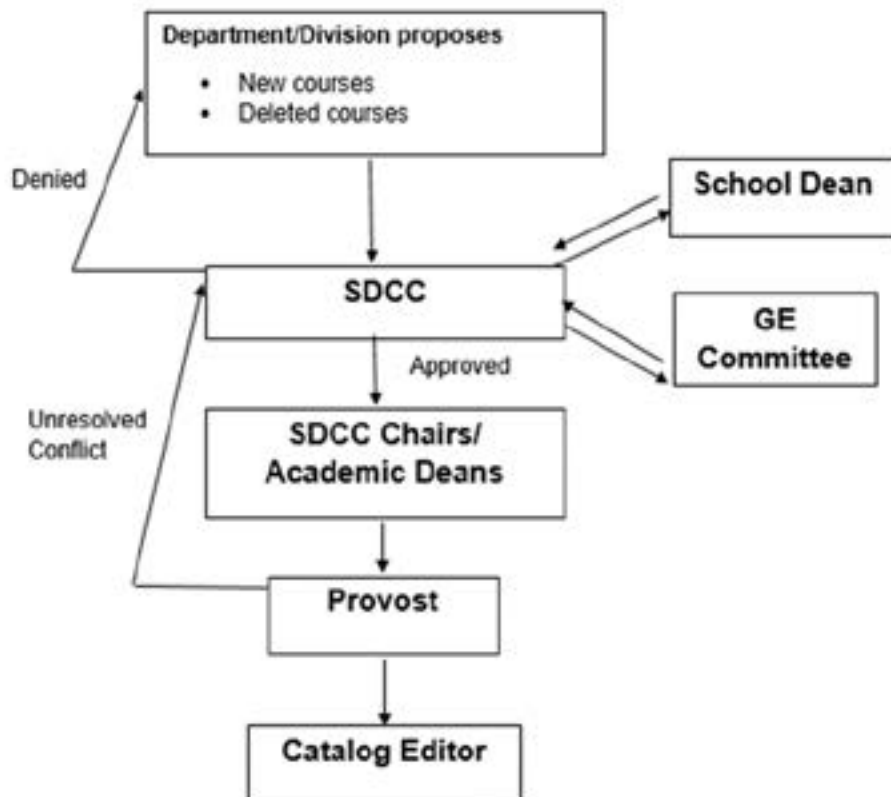 Department/Division proposes
• New courses
• Deleted courses
Denied
School Dean
SDCC
GE
Committee
Approved
Unresolved
Conflict
SDCC Chairs/
Academic Deans
Provost
Catalog Editor